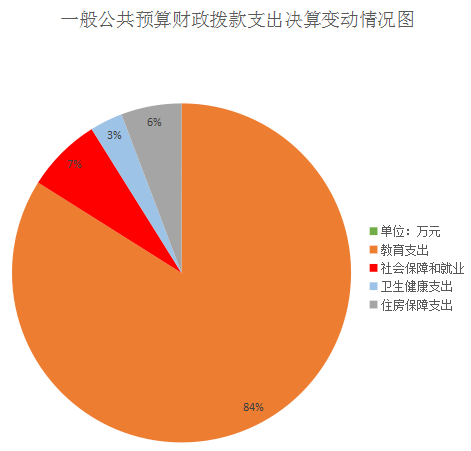 一般公共预算财政拨款支出决算变动情况图
6%
3%
7%
84%
单位：万元
教育支出
社会保障和就业
卫生健康支出
住房保障支出